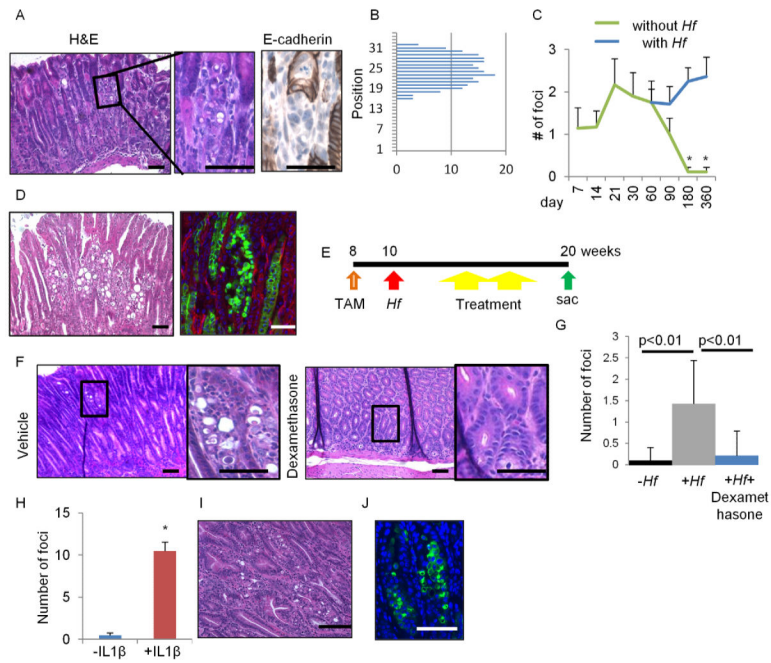 A
H&E
E-cadherin
B
Position
31
25
19
13
7
1
0
10
20
C
without Hf
with Hf
# of foci
3
2
1
0
* *
day
7
14
21
30
60
90
180
360
D
E
8
10
20 weeks
TAM
Hf
Treatment
sac
F
Vehicle
Dexamethasone
G
p<0.01
p<0.01
Number of foci
3
2.5
2
1.5
1
0.5
0
-Hf
+Hf
+Hf+
Dexamet
hasone
H
Number of foci
15
10
5
0
*
-IL1β
+IL1β
I
J